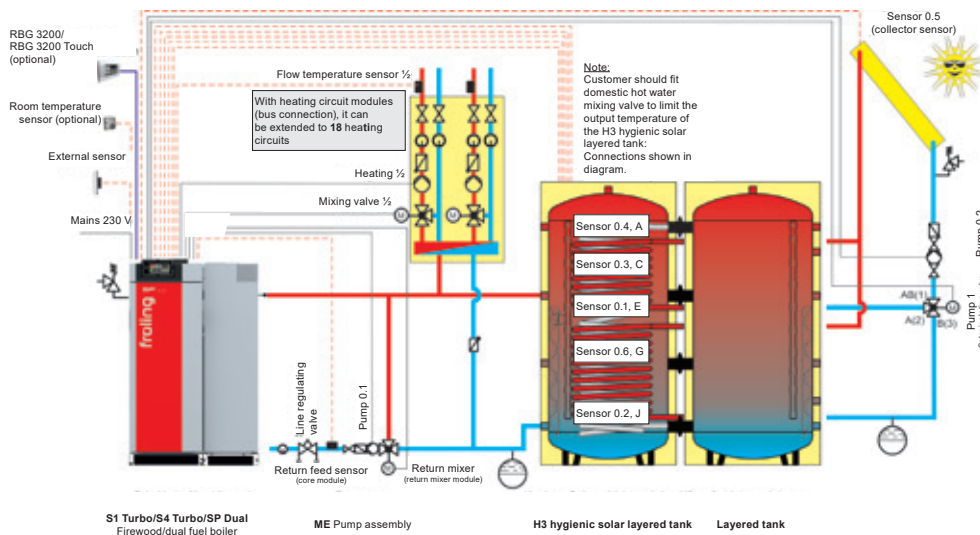 Sensor 0.5
(collector sensor)
RBG 3200/
RBG 3200 Touch
(optional)
Room temperature
sensor (optional)
External sensor
Mains 230 V
Flow temperature sensor ½
With heating circuit modules
(bus connection), it can
be extended to 18 heating
circuits
Heating ½
Mixing valve ½
M
M
Note:
Customer should fit
domestic hot water
mixing valve to limit the
output temperature of
the H3 hygienic solar
layered tank:
Connections shown in
diagram.
Sensor 0.4, A
Sensor 0.3, C
Sensor 0.1, E
Sensor 0.6, G
Sensor 0.2, J
Pump 0.2
Pump 1
AB(1)
A(2)
B(3)
M
froling
Line regulating
valve
Pump 0.1
Return feed sensor
(core module)
M
Return mixer
(return mixer module)
S1 Turbo/S4 Turbo/SP Dual
Firewood/dual fuel boiler
ME Pump assembly
H3 hygienic solar layered tank
Layered tank